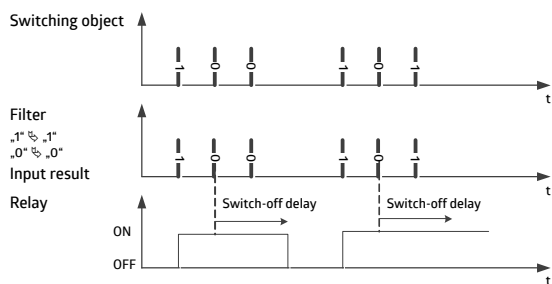 Switching object
1 0 0 1 0 1
t
Filter
„1“ ⤷ „1“
„0“ ⤷ „0“
Input result
1 0 0 1 0 1
t
Relay
Switch-off delay Switch-off delay
ON
OFF
t